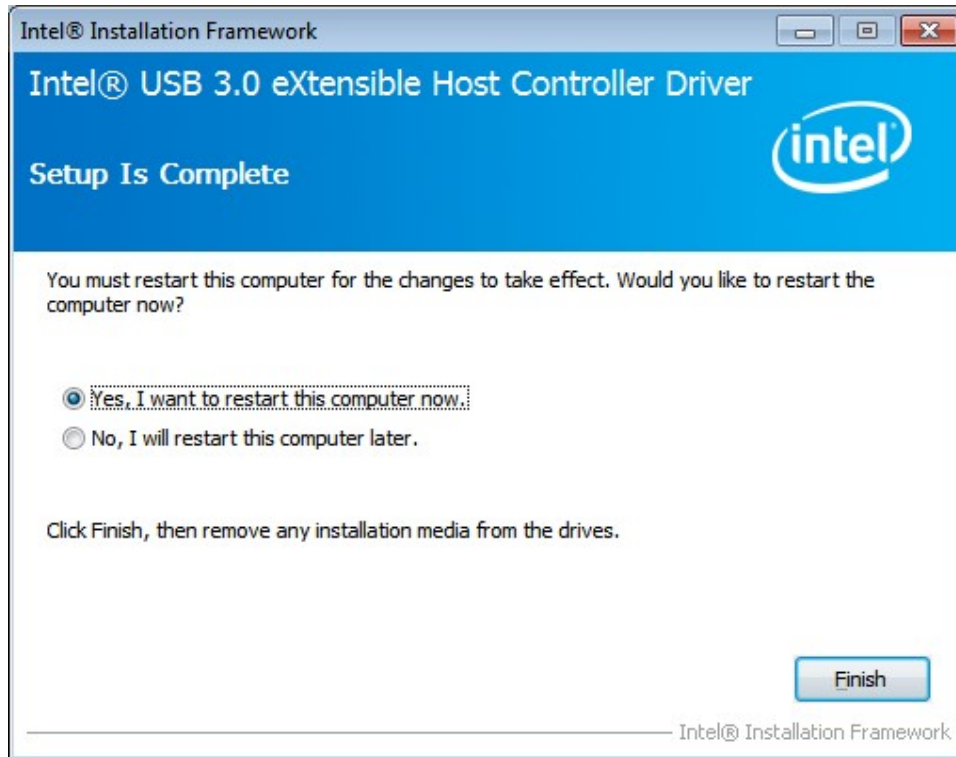 Intel® Installation Framework
Intel® USB 3.0 eXtensible Host Controller Driver
intel
Setup Is Complete
You must restart this computer for the changes to take effect. Would you like to restart the
computer now?
Yes, I want to restart this computer now.
No, I will restart this computer later.
Click Finish, then remove any installation media from the drives.
Finish
Intel® Installation Framework